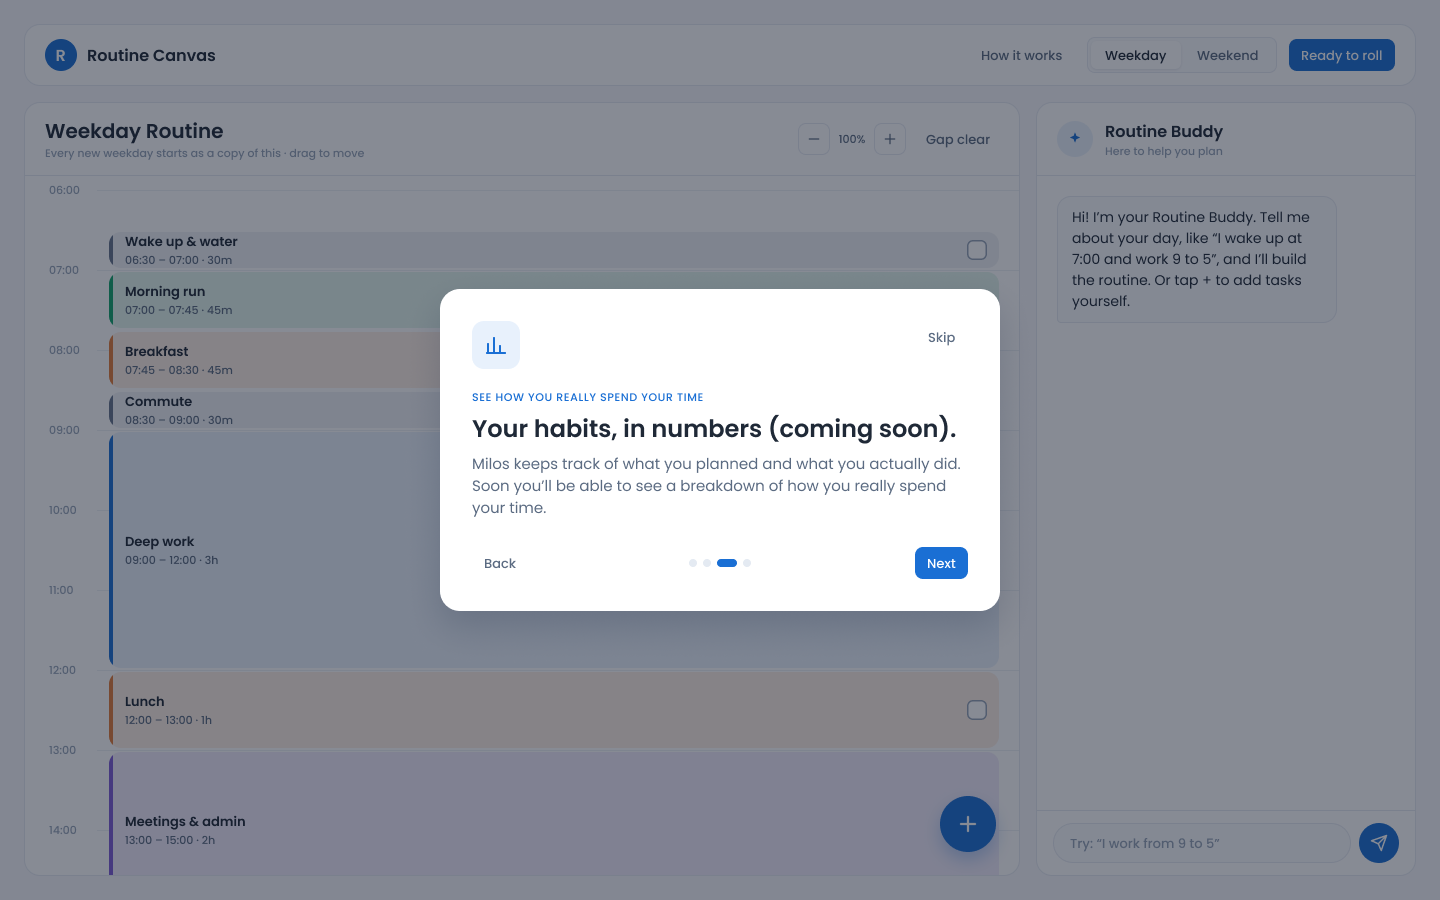 R Routine Canvas
How it works
Weekday
Weekend
Ready to roll
Weekday Routine
Every new weekday starts as a copy of this · drag to move
− 100% +
Gap clear
06:00
Wake up & water
06:30 – 07:00 · 30m
07:00
Morning run
07:00 – 07:45 · 45m
08:00
Breakfast
07:45 – 08:30 · 45m
Commute
08:30 – 09:00 · 30m
09:00
10:00
Deep work
09:00 – 12:00 · 3h
11:00
12:00
Lunch
12:00 – 13:00 · 1h
13:00
Meetings & admin
13:00 – 15:00 · 2h
14:00
+
Skip
SEE HOW YOU REALLY SPEND YOUR TIME
Your habits, in numbers (coming soon).
Milos keeps track of what you planned and what you actually did.
Soon you’ll be able to see a breakdown of how you really spend
your time.
Back
Next
Routine Buddy
Here to help you plan
Hi! I’m your Routine Buddy. Tell me
about your day, like “I wake up at
7:00 and work 9 to 5”, and I’ll build
the routine. Or tap + to add tasks
yourself.
Try: “I work from 9 to 5”